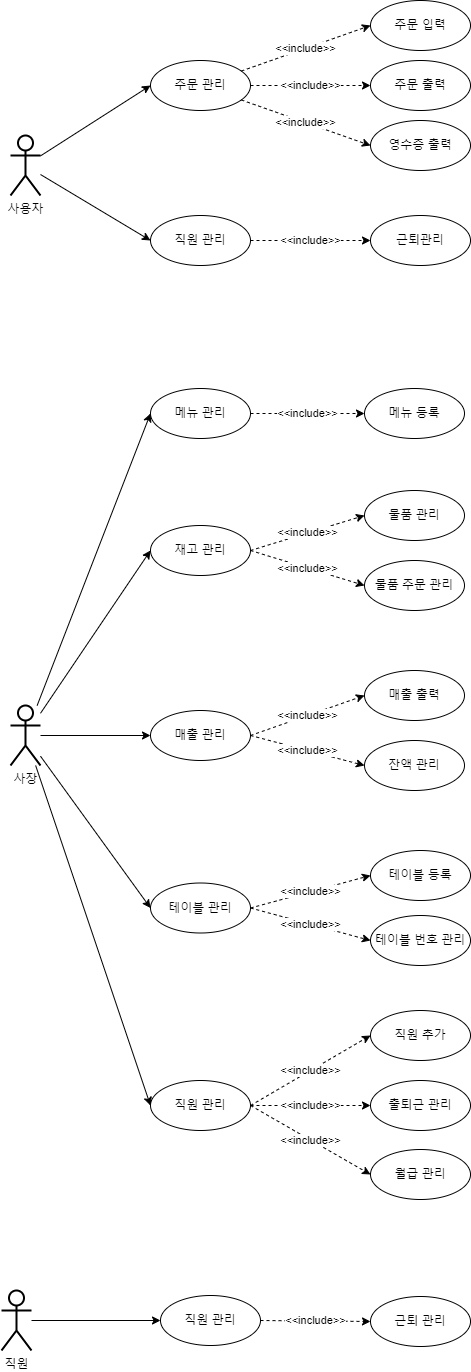 주문 입력
<<include>>
주문 관리
<<include>>
주문 출력
<<include>>
영수증 출력
사용자
직원 관리
<<include>>
근퇴관리
메뉴 관리
<<include>>
메뉴 등록
물품 관리
<<include>>
재고 관리
<<include>>
물품 주문 관리
매출 출력
<<include>>
매출 관리
<<include>>
잔액 관리
사장
테이블 등록
<<include>>
테이블 관리
<<include>>
테이블 번호 관리
직원 추가
<<include>>
직원 관리
<<include>>
출퇴근 관리
<<include>>
월급 관리
직원 관리
<<include>>
근퇴 관리
직원